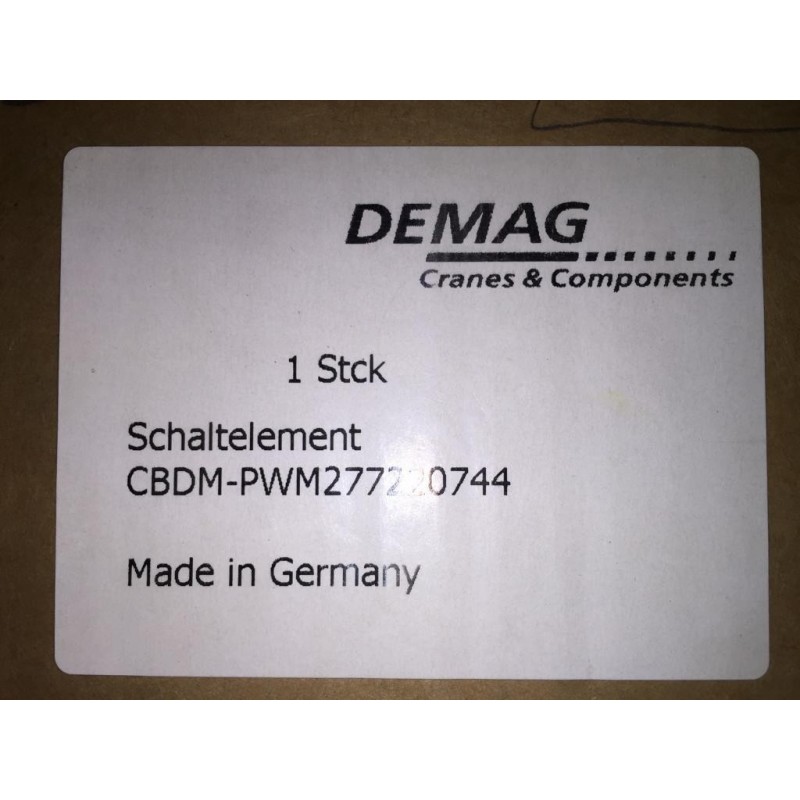 DEMAG
Cranes & Components
1 Stck
Schaltelement
CBDM-PWM277220744
Made in Germany